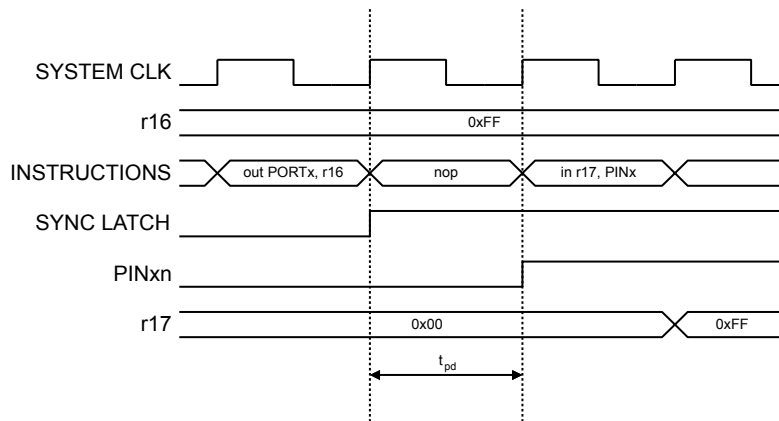 SYSTEM CLK
r16
0xFF
INSTRUCTIONS
out PORTx, r16
nop
in r17, PINx
SYNC LATCH
PINxn
r17
0x00
0xFF
tpd